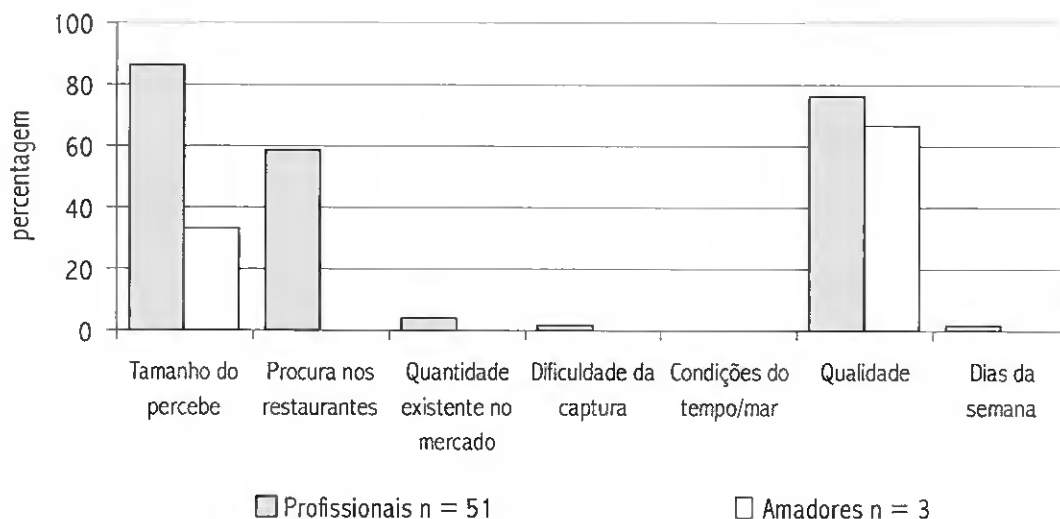 100
80
60
40
20
0
percentagem
Tamanho do
percebe
Procura nos
restaurantes
Quantidade
existente no
mercado
Dificuldade da
captura
Condições do
tempo/mar
Qualidade
Dias da
semana
Profissionais n = 51
Amadores n = 3